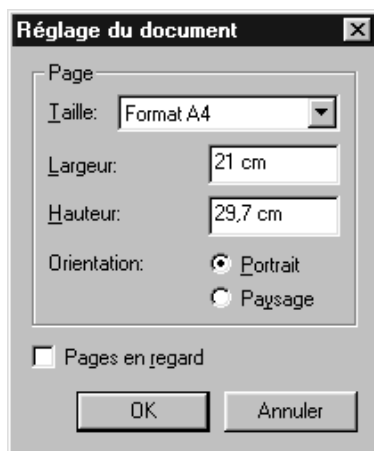 Réglage du document
Page
Taille: Format A4
Largeur: 21 cm
Hauteur: 29,7 cm
Orientation: Portrait
Paysage
Pages en regard
OK Annuler